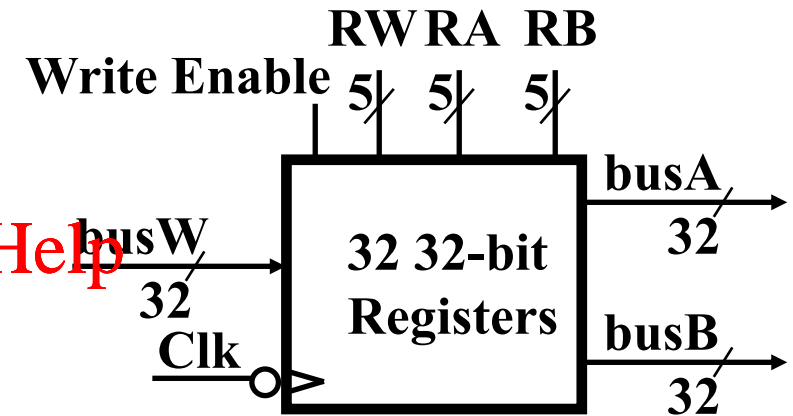 RW RA RB
Write Enable 5 5 5
busA
32
Help busW
32
32 32-bit
Registers
Clk
busB
32